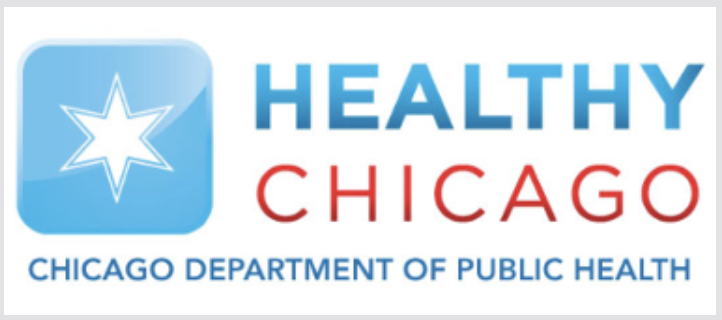 HEALTHY
CHICAGO
CHICAGO DEPARTMENT OF PUBLIC HEALTH